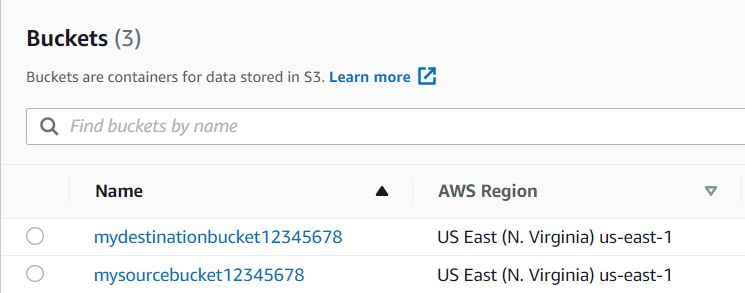 Buckets (3)
Buckets are containers for data stored in S3. Learn more
Find buckets by name
Name AWS Region
mydestinationbucket12345678 US East (N. Virginia) us-east-1
mysourcebucket12345678 US East (N. Virginia) us-east-1